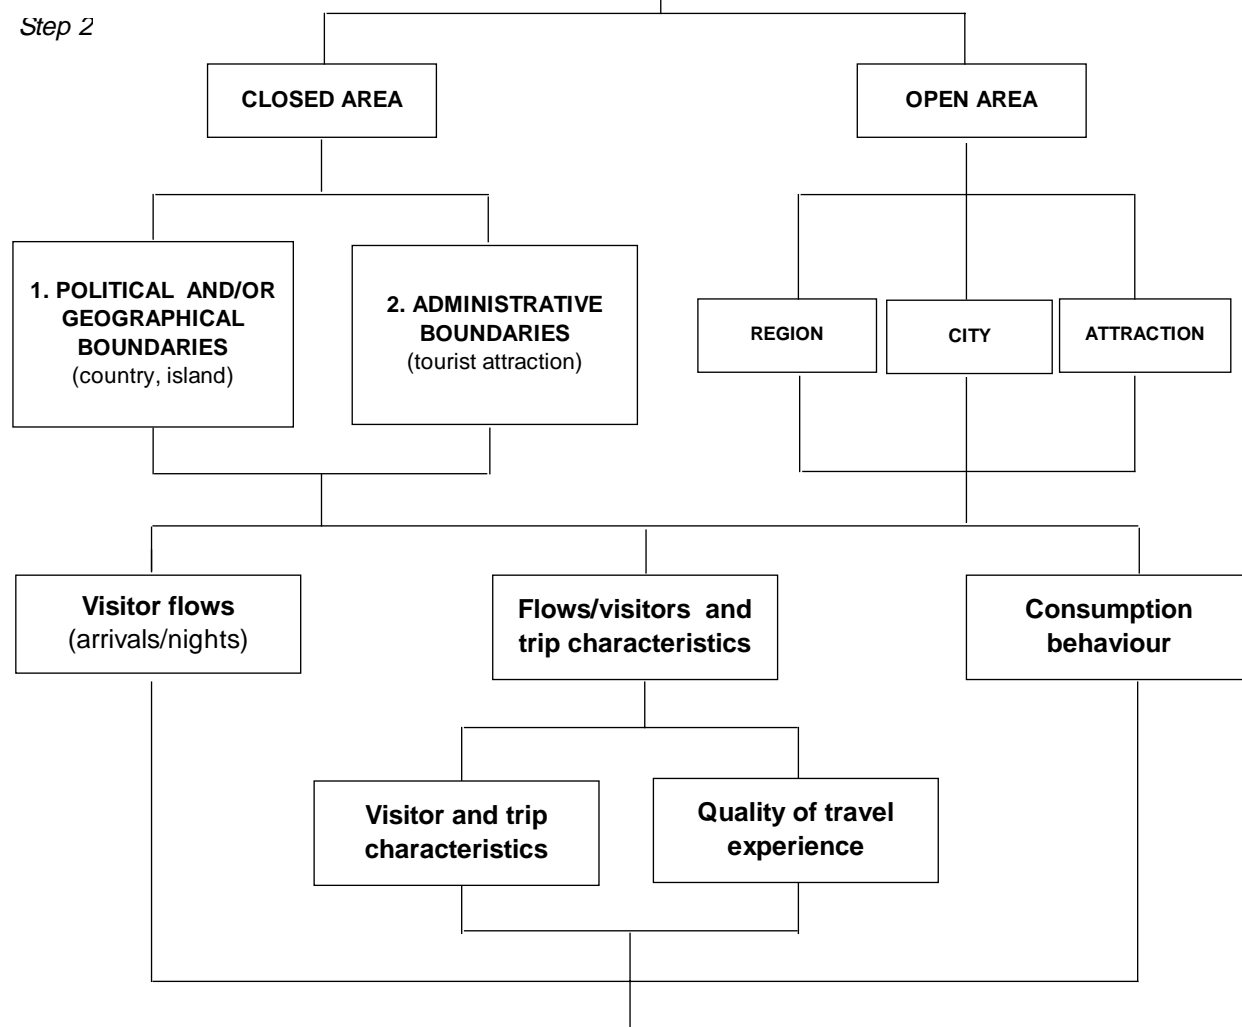 Step 2
CLOSED AREA
OPEN AREA
1. POLITICAL AND/OR
GEOGRAPHICAL
BOUNDARIES
(country, island)
2. ADMINISTRATIVE
BOUNDARIES
(tourist attraction)
REGION
CITY
ATTRACTION
Visitor flows
(arrivals/nights)
Flows/visitors and
trip characteristics
Consumption
behaviour
Visitor and trip
characteristics
Quality of travel
experience